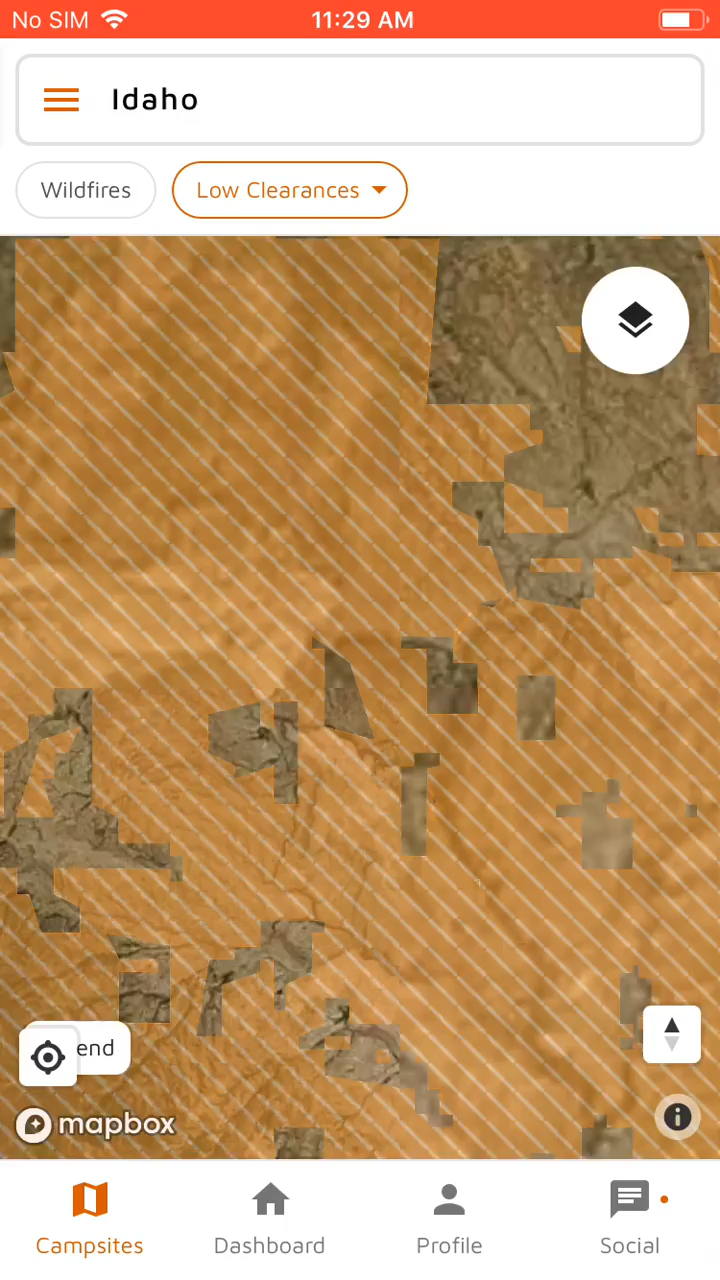 No SIM 11:29 AM
Idaho
Wildfires Low Clearances
end
mapbox
Campsites Dashboard Profile Social